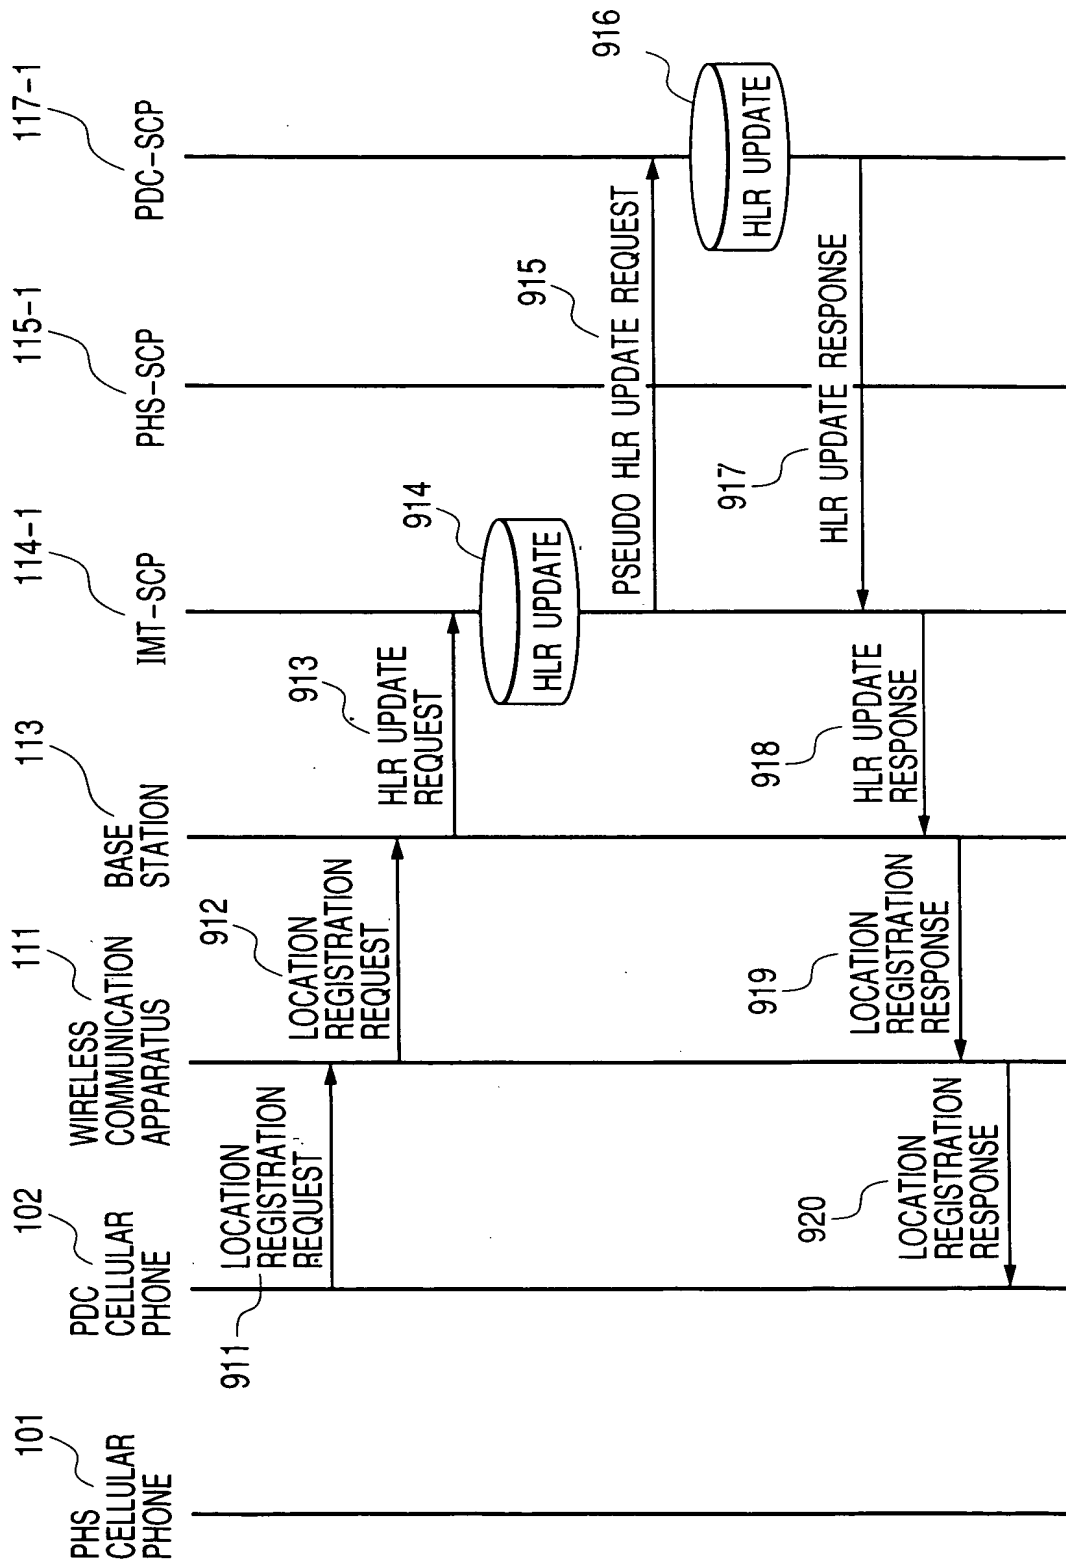 101
PHS
CELLULAR
PHONE
102
PDC
CELLULAR
PHONE
111
WIRELESS
COMMUNICATION
APPARATUS
113
BASE
STATION
114-1
IMT-SCP
115-1
PHS-SCP
117-1
PDC-SCP
911
LOCATION
REGISTRATION
REQUEST
912
LOCATION
REGISTRATION
REQUEST
913
HLR UPDATE
REQUEST
914
HLR UPDATE
915
PSEUDO HLR UPDATE REQUEST
916
HLR UPDATE
917
HLR UPDATE RESPONSE
918
HLR UPDATE
RESPONSE
919
LOCATION
REGISTRATION
RESPONSE
920
LOCATION
REGISTRATION
RESPONSE